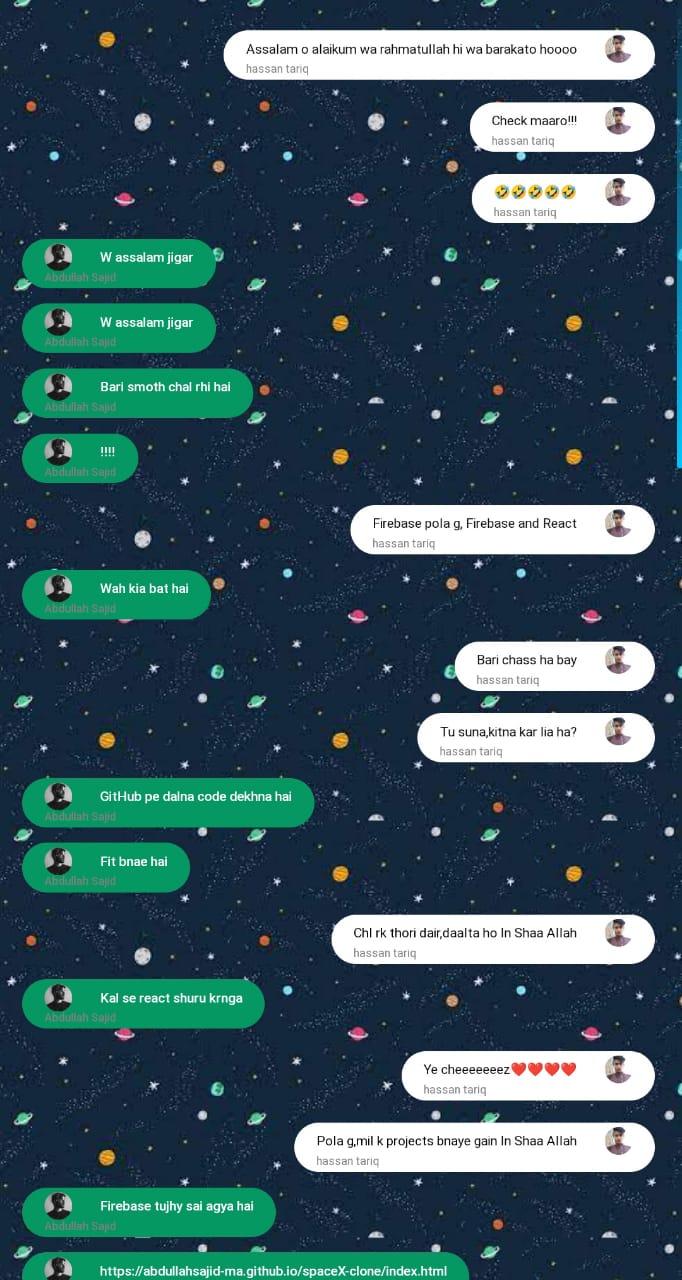 Assalam o alaikum wa rahmatullah hi wa barakato hoooo
hassan tariq
Check maaro!!!
hassan tariq
🤣🤣🤣🤣🤣
hassan tariq
W assalam jigar
Abdullah Sajid
W assalam jigar
Abdullah Sajid
Bari smoth chal rhi hai
Abdullah Sajid
!!!!
Abdullah Sajid
Firebase pola g, Firebase and React
hassan tariq
Wah kia bat hai
Abdullah Sajid
Bari chass ha bay
hassan tariq
Tu suna,kitna kar lia ha?
hassan tariq
GitHub pe dalna code dekhna hai
Abdullah Sajid
Fit bnae hai
Abdullah Sajid
Chl rk thori dair,daalta ho In Shaa Allah
hassan tariq
Kal se react shuru krnga
Abdullah Sajid
Ye cheeeeeeez❤️❤️❤️❤️
hassan tariq
Pola g,mil k projects bnaye gain In Shaa Allah
hassan tariq
Firebase tujhy sai agya hai
Abdullah Sajid
https://abdullahsajid-ma.github.io/spaceX-clone/index.html